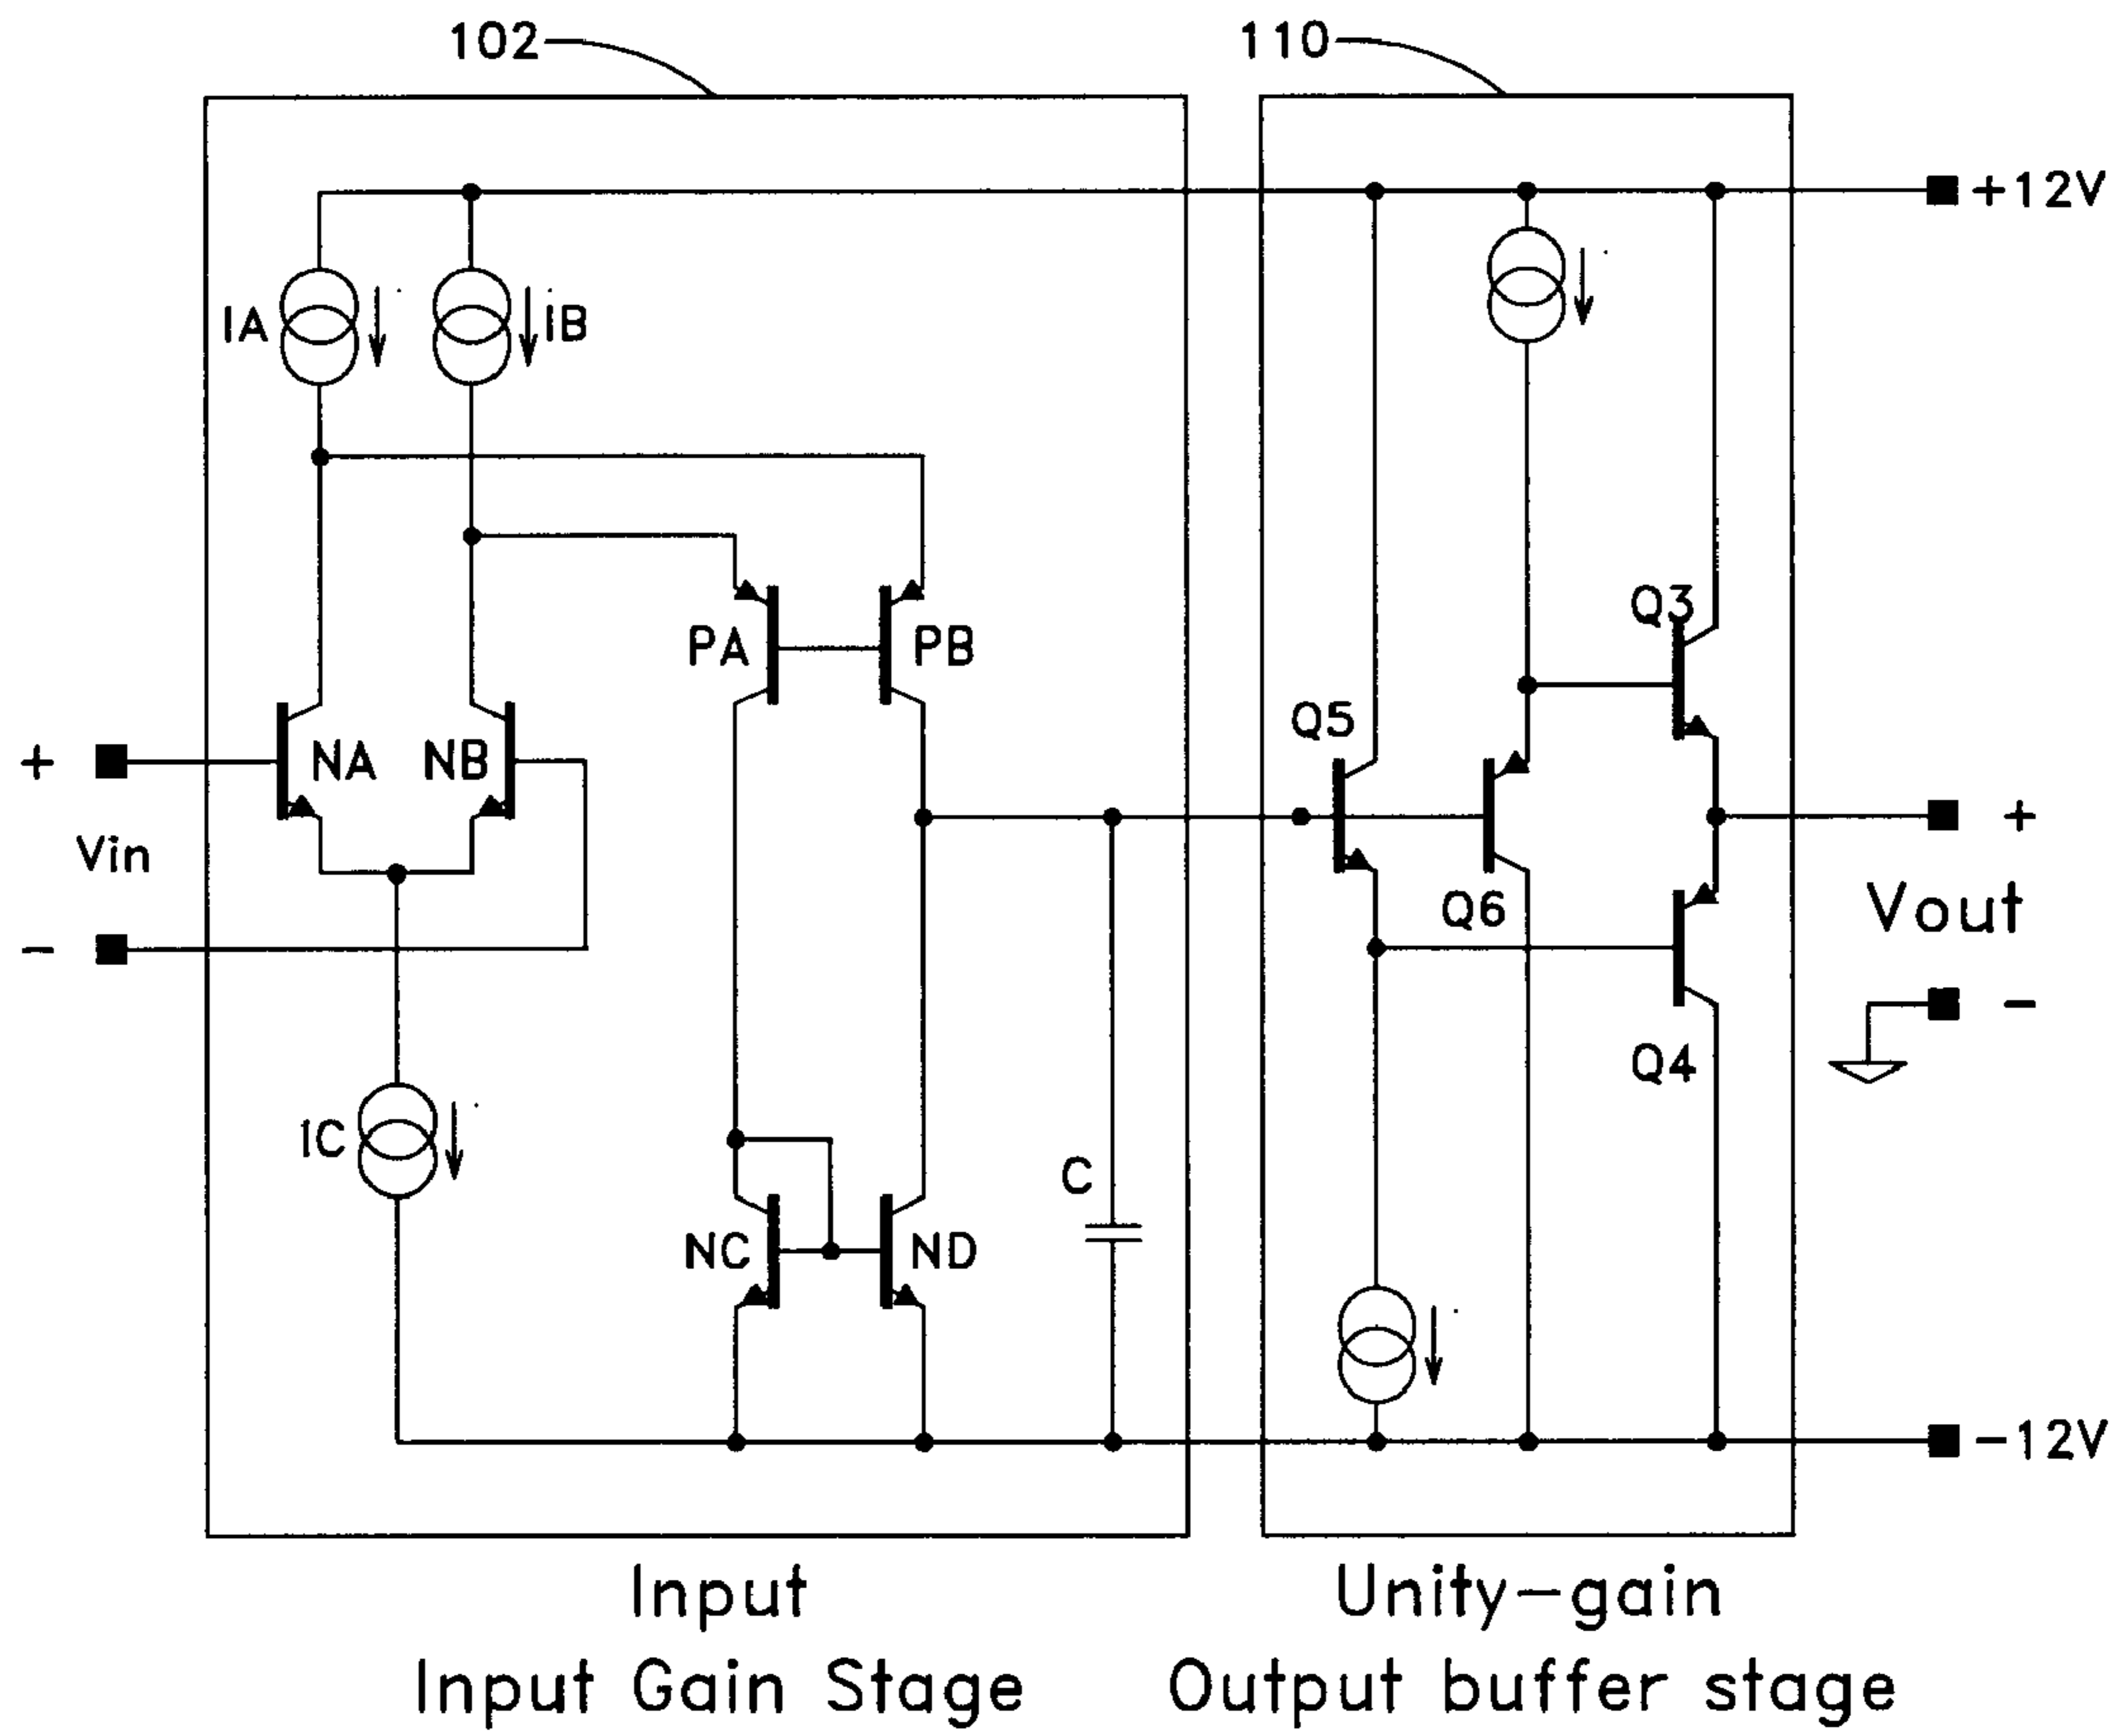 102
110
+12V
IA
IB
Q3
PA
PB
Q5
+
NA
NB
+
Vin
Q6
Vout
-
-
Q4
IC
C
NC
ND
-12V
Input
Unity-gain
Input Gain Stage
Output buffer stage